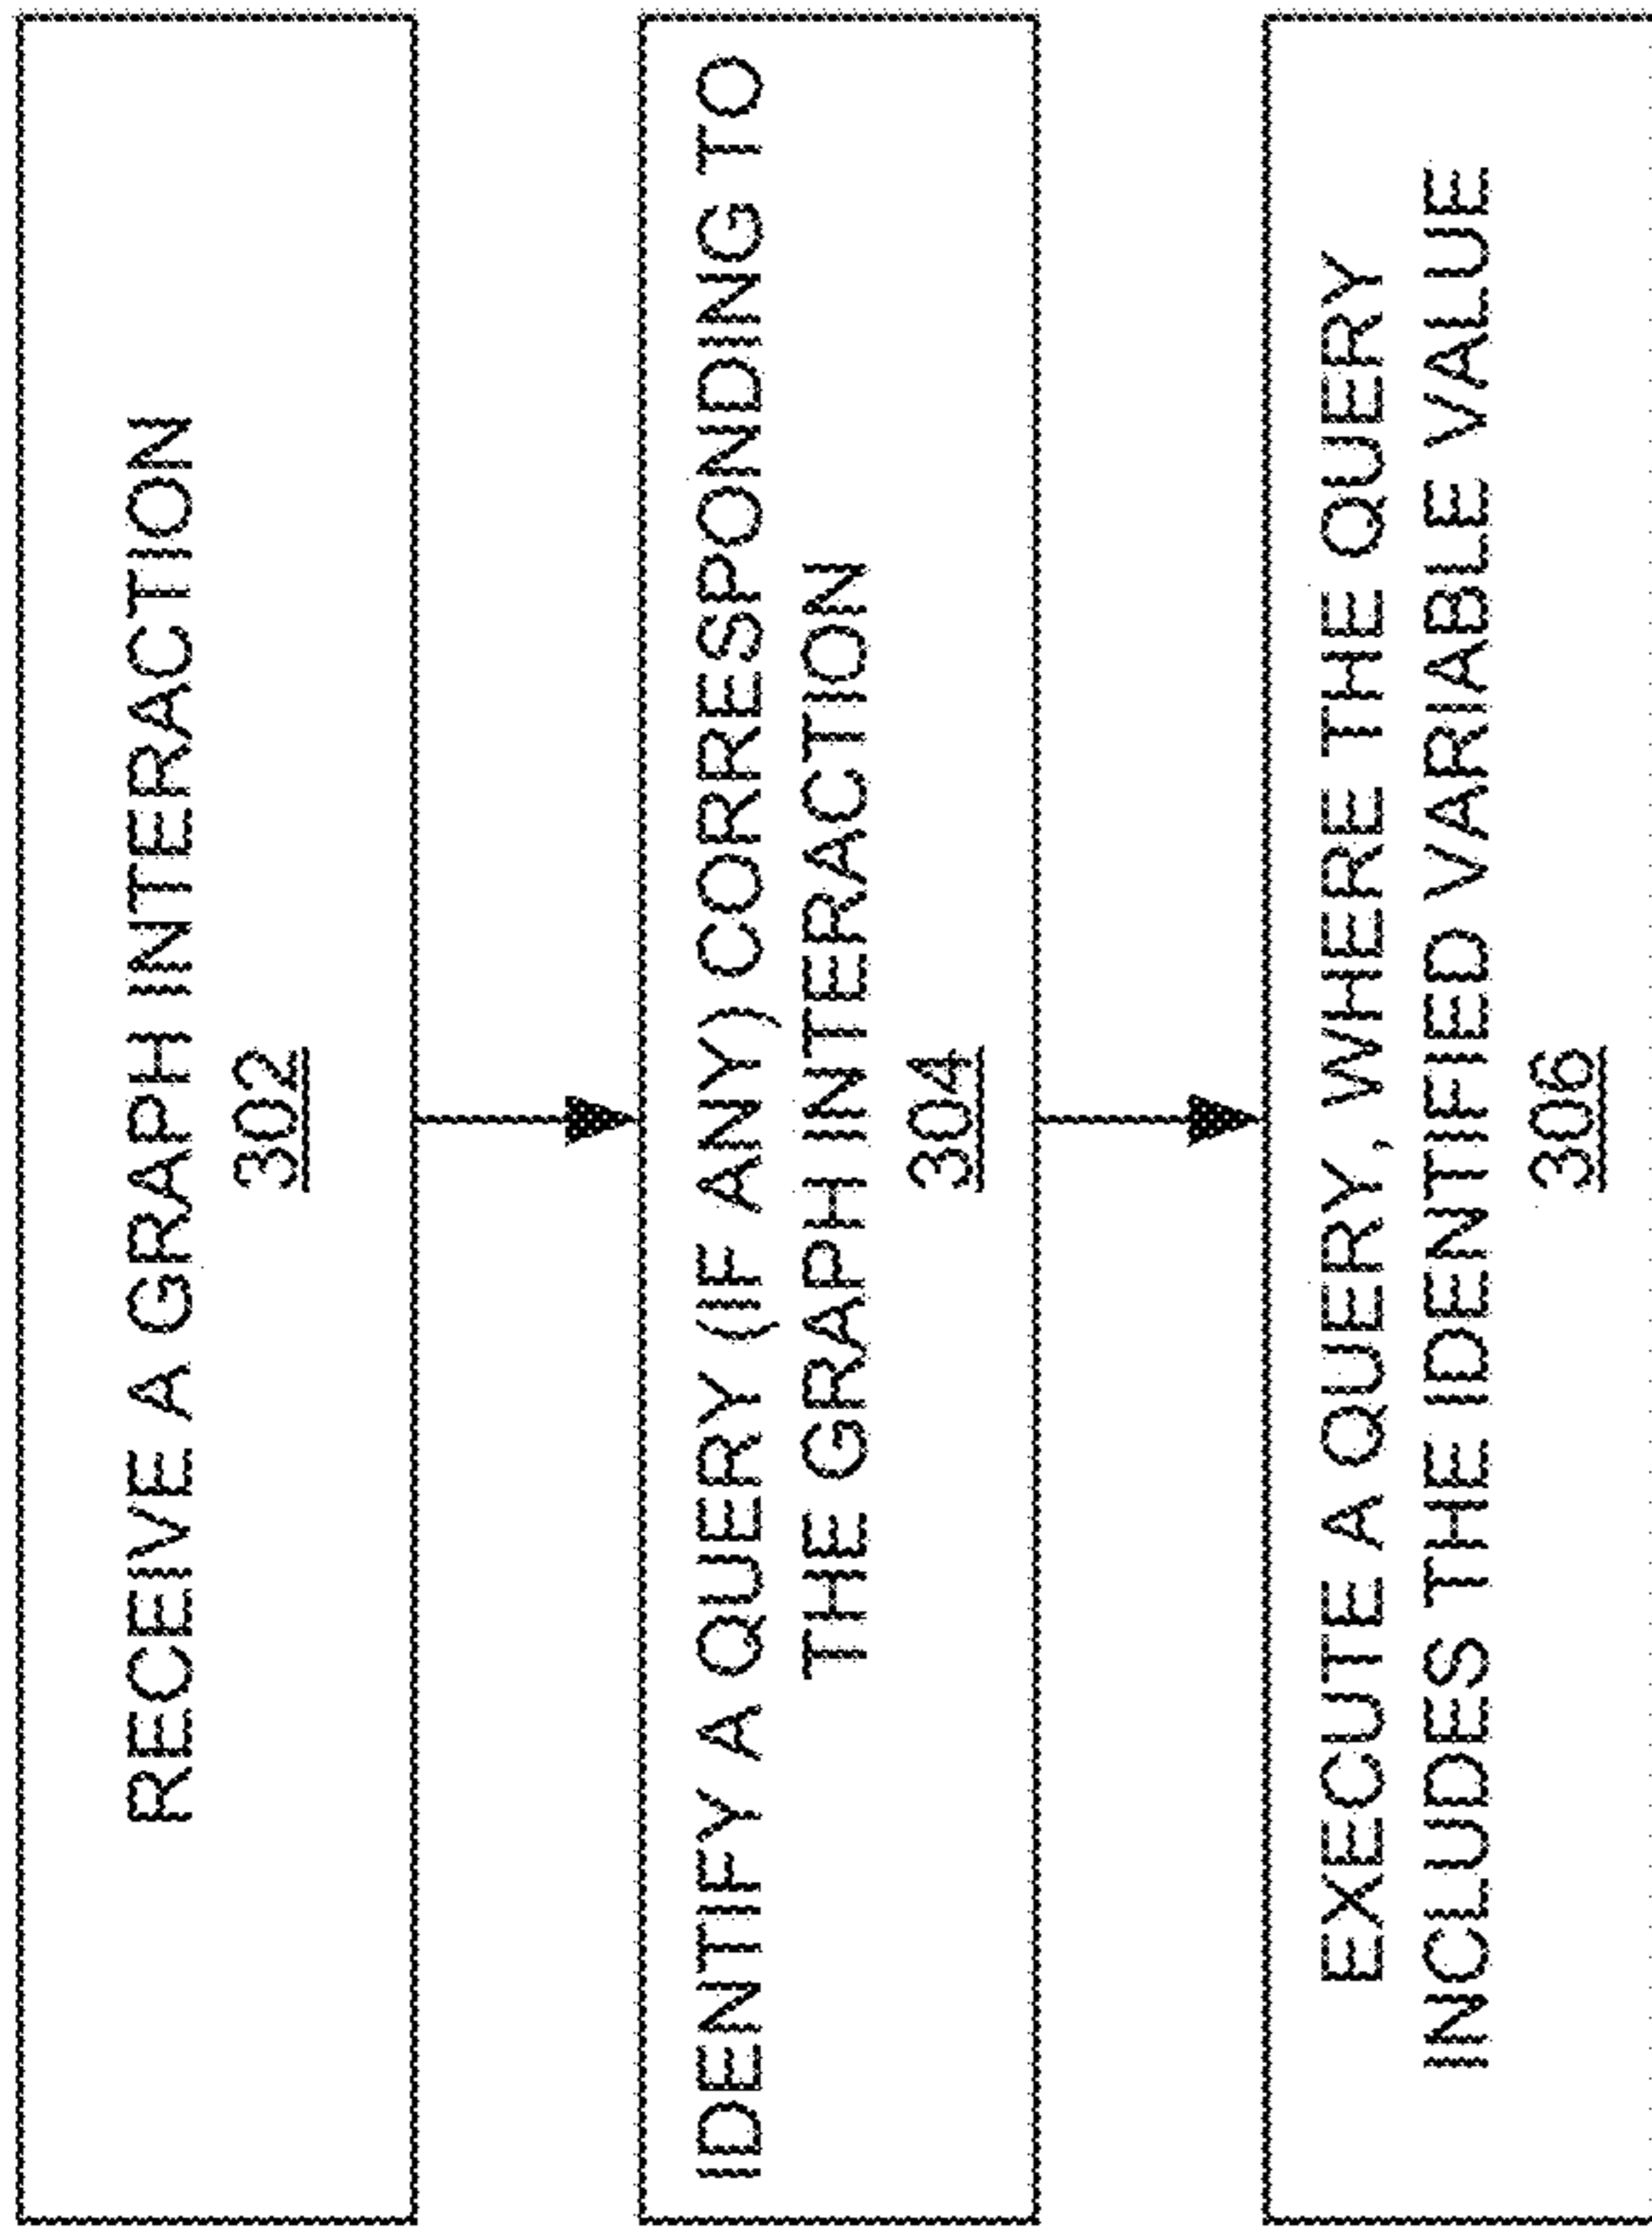 RECEIVE A GRAPH INTERACTION
302
IDENTIFY A QUERY (IF ANY) CORRESPONDING TO
THE GRAPH INTERACTION
304
EXECUTE A QUERY, WHERE THE QUERY
INCLUDES THE IDENTIFIED VARIABLE VALUE
306